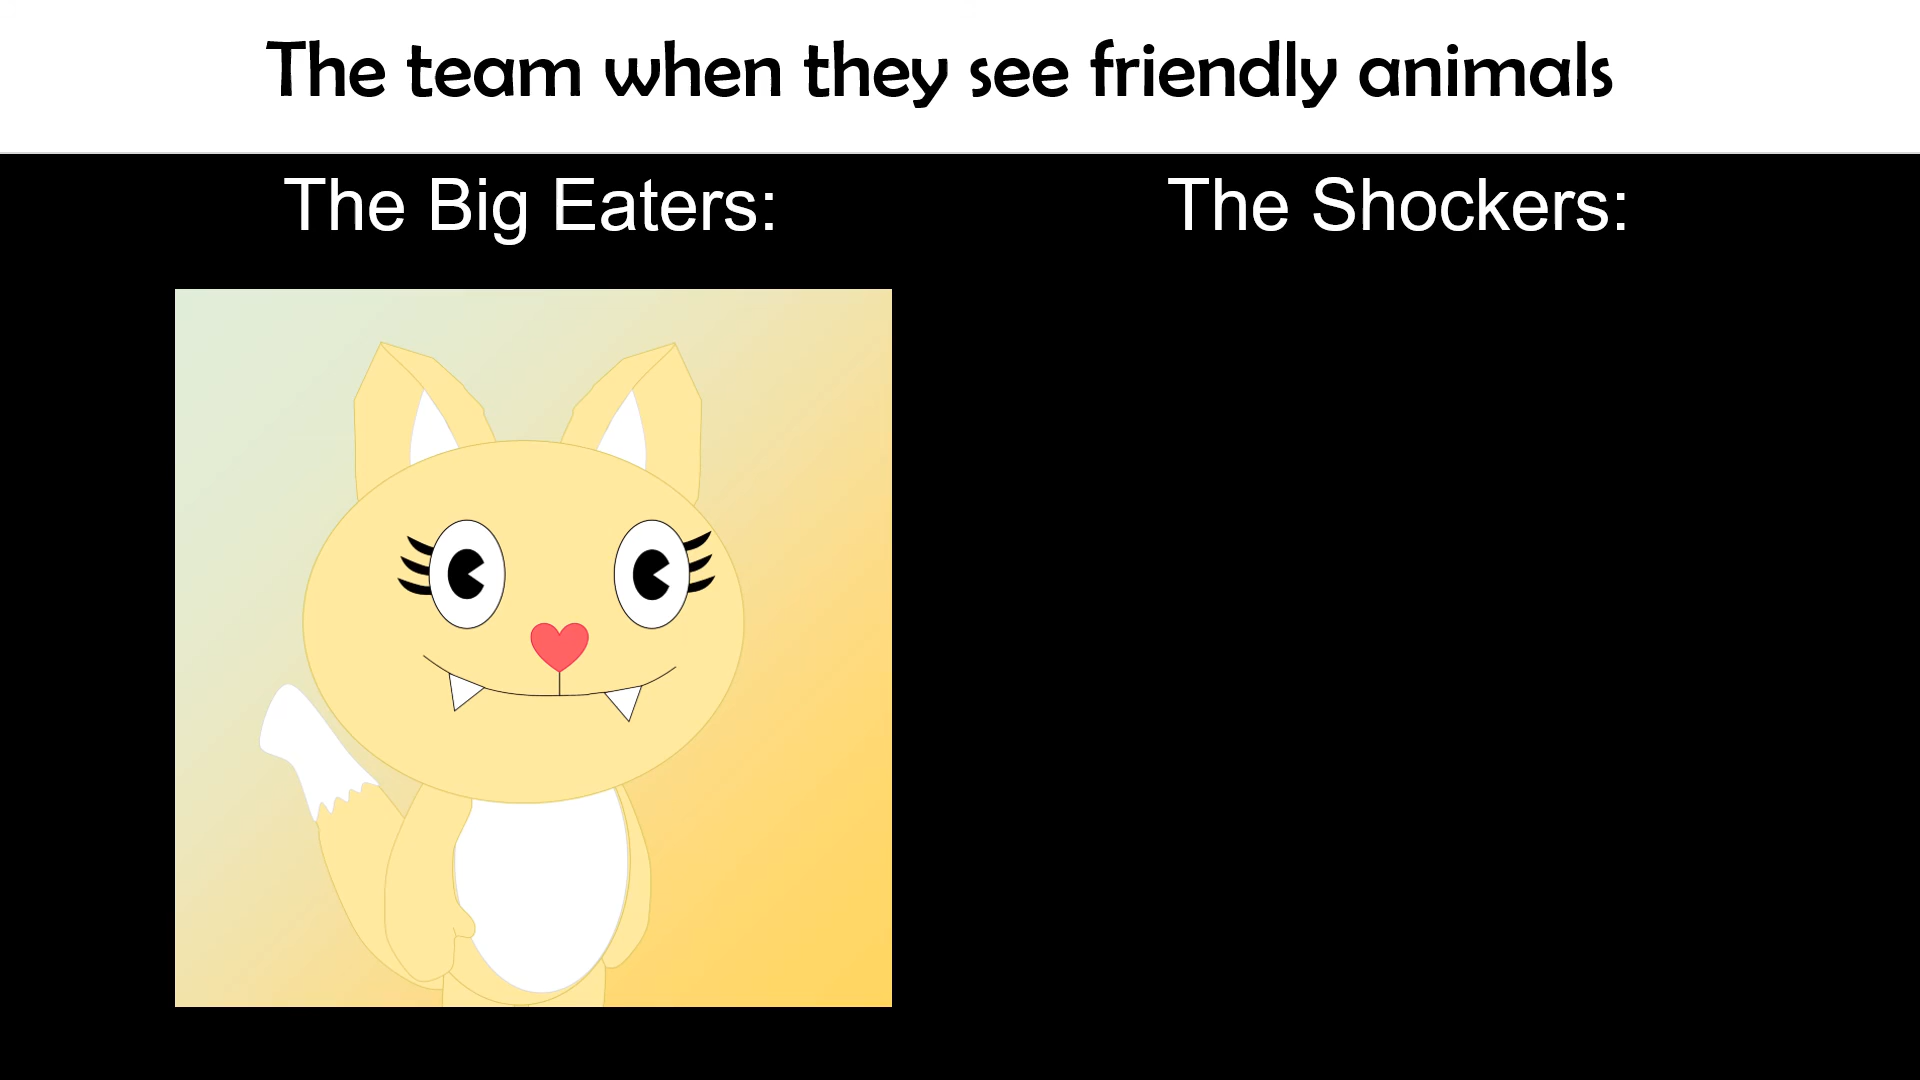 The team when they see friendly animals
The Big Eaters:
The Shockers: